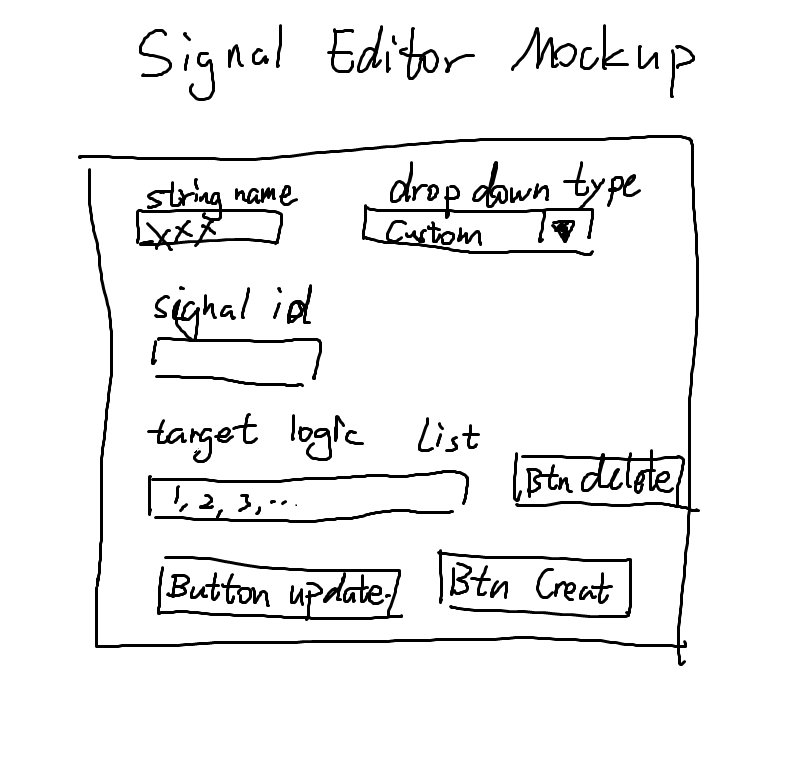 Signal Editor Mockup
string name
drop down type
xxx
Custom
signal id
target logic List
1, 2, 3, ...
Btn delete
Button update.
Btn Creat